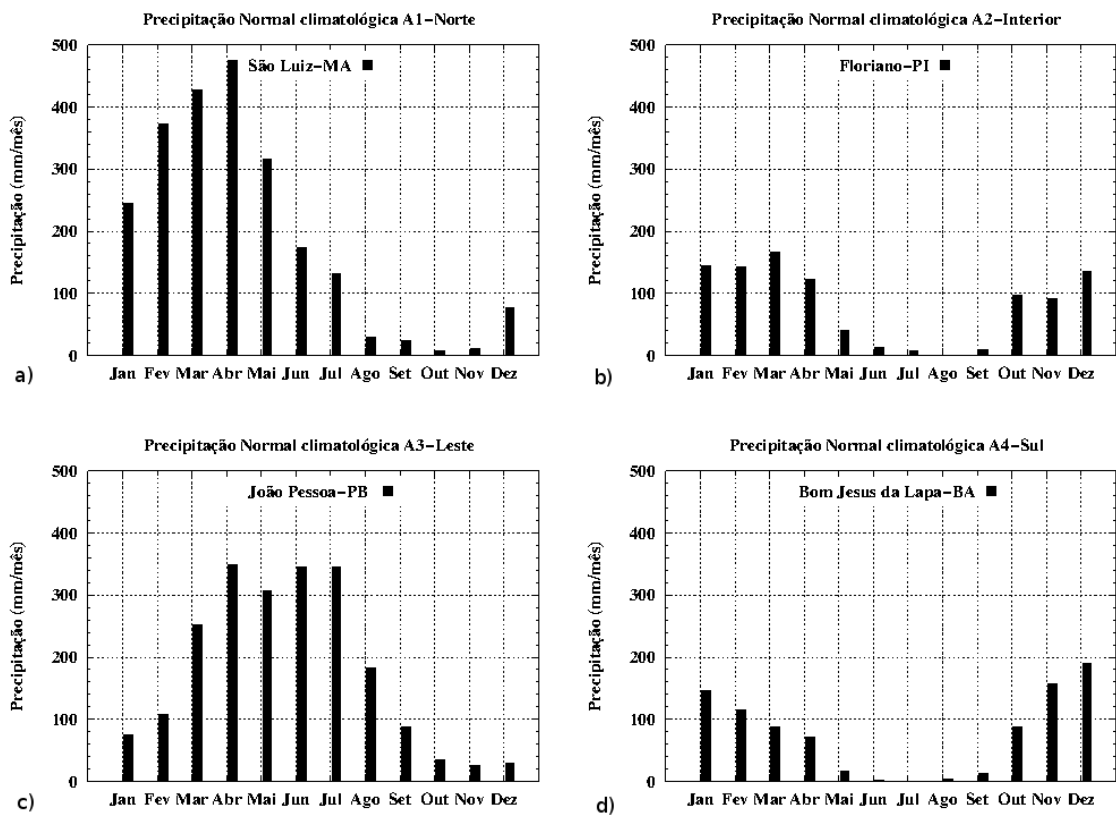 Precipitação Normal climatológica A1-Norte
Precipitação (mm/mês)
500
400
300
200
100
0
São Luiz-MA
Jan Fev Mar Abr Mai Jun Jul Ago Set Out Nov Dez
a)
Precipitação Normal climatológica A2-Interior
Precipitação (mm/mês)
500
400
300
200
100
0
Floriano-PI
Jan Fev Mar Abr Mai Jun Jul Ago Set Out Nov Dez
b)
Precipitação Normal climatológica A3-Leste
Precipitação (mm/mês)
500
400
300
200
100
0
João Pessoa-PB
Jan Fev Mar Abr Mai Jun Jul Ago Set Out Nov Dez
c)
Precipitação Normal climatológica A4-Sul
Precipitação (mm/mês)
500
400
300
200
100
0
Bom Jesus da Lapa-BA
Jan Fev Mar Abr Mai Jun Jul Ago Set Out Nov Dez
d)